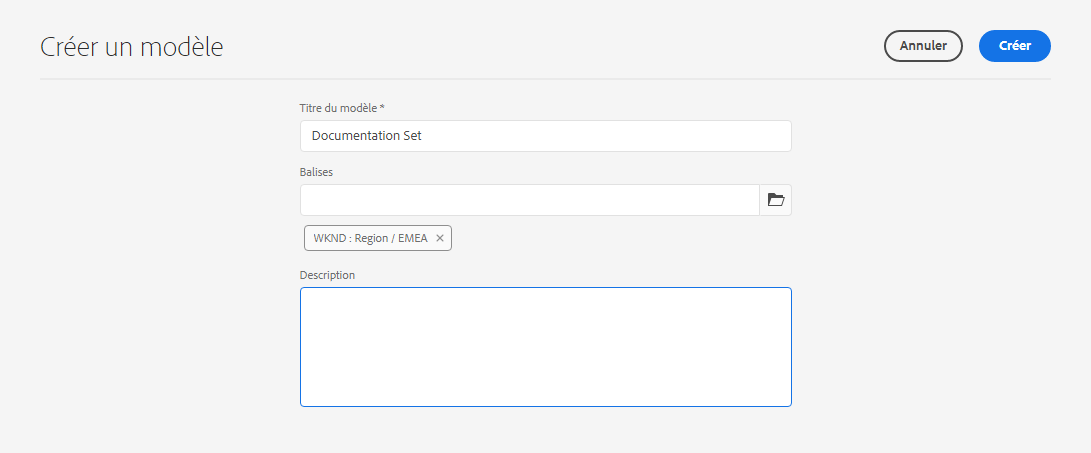 Créer un modèle
Annuler
Créer
Titre du modèle *
Documentation Set
Balises
WKND : Region / EMEA ×
Description